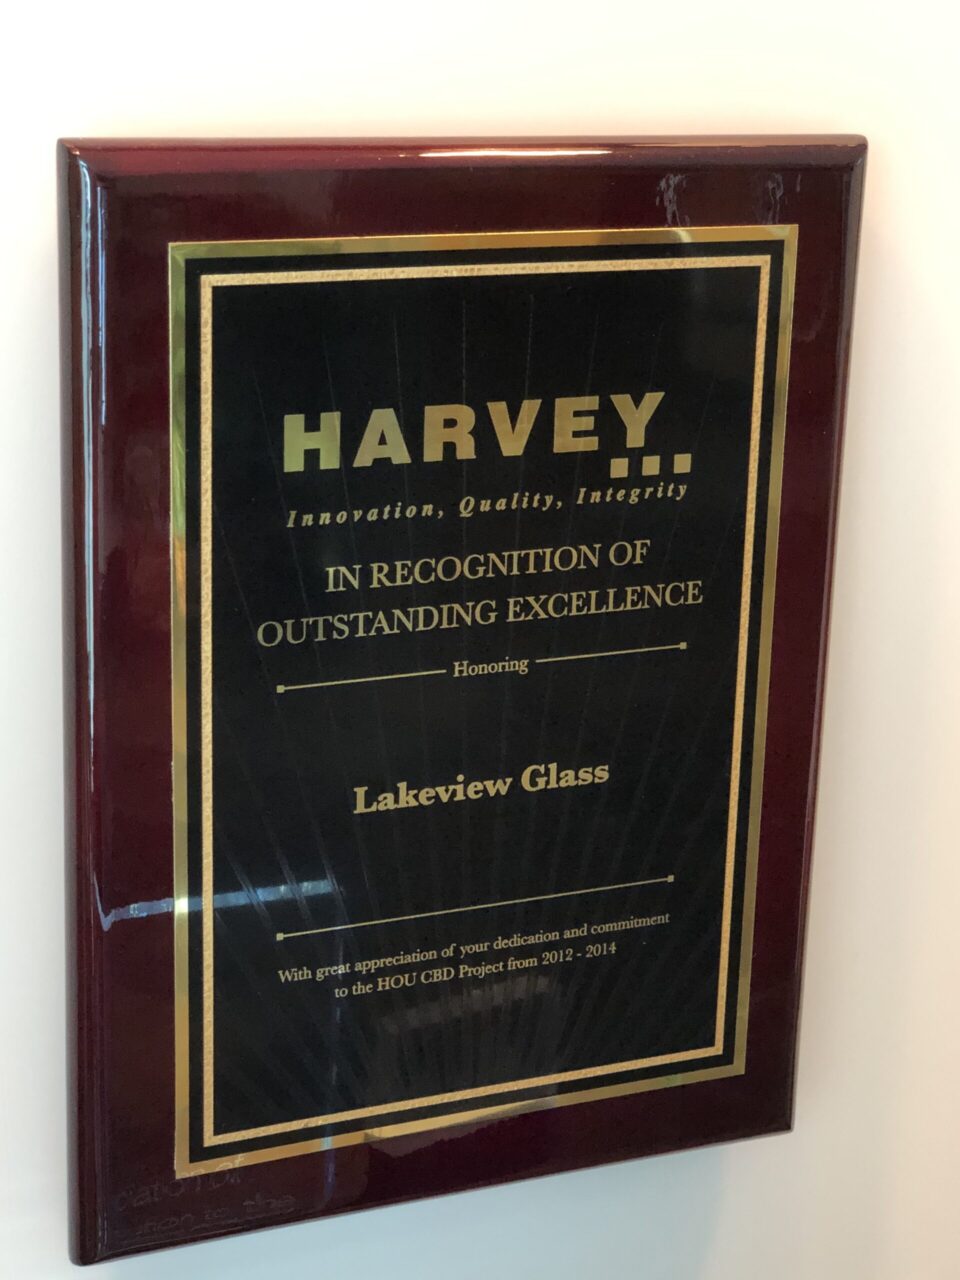 HARVEY...
Innovation, Quality, Integrity
IN RECOGNITION OF
OUTSTANDING EXCELLENCE
Honoring
Lakeview Glass
With great appreciation of your dedication and commitment
to the HOU CBD Project from 2012 - 2014